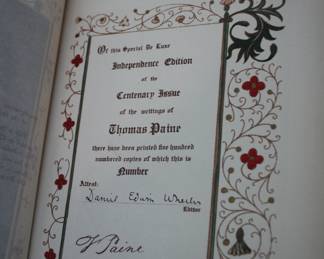 Of this Special De Luxe
Independence Edition
of the
Centenary Issue
of the writings of
Thomas Paine
there have been printed five hundred
numbered copies of which this is
Number
Attest:
Daniel Edwin Wheeler
Editor
Paine